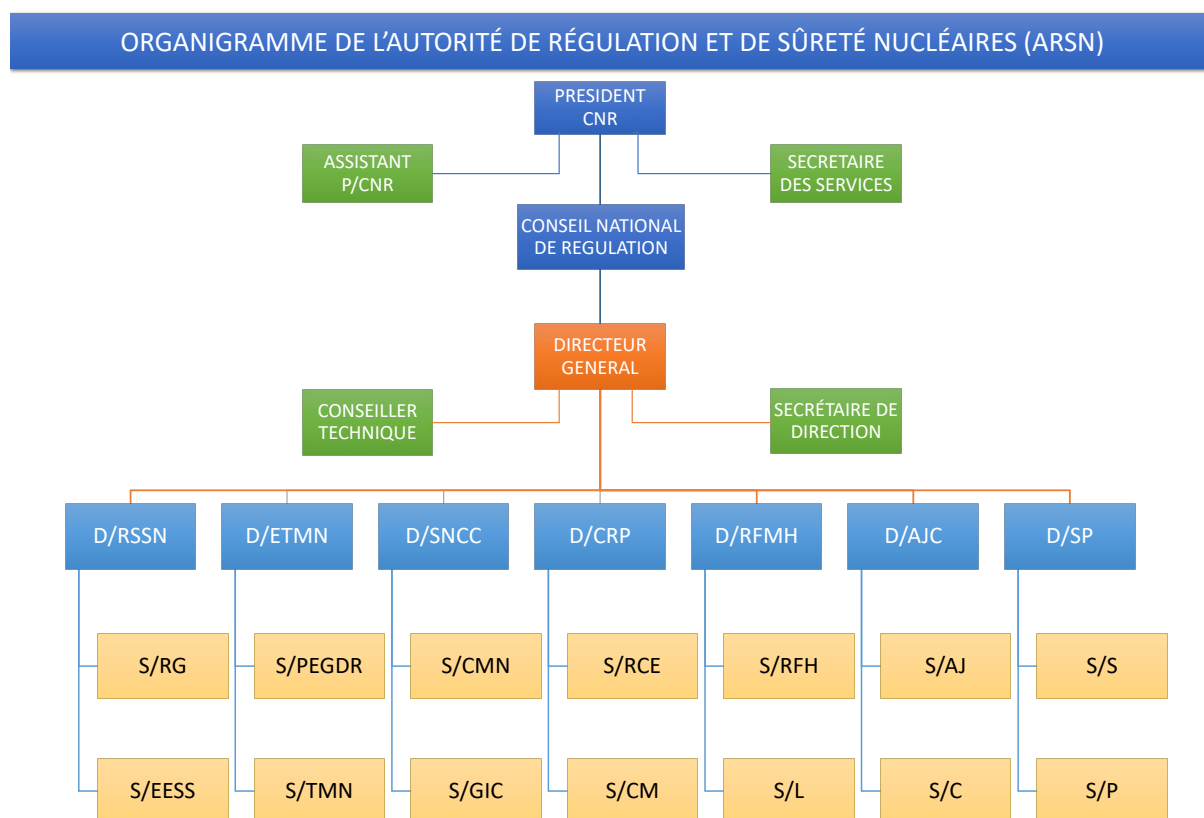 ORGANIGRAMME DE L’AUTORITÉ DE RÉGULATION ET DE SÛRETÉ NUCLÉAIRES (ARSN)
PRESIDENT
CNR
ASSISTANT
P/CNR
SECRETAIRE
DES SERVICES
CONSEIL NATIONAL
DE REGULATION
DIRECTEUR
GENERAL
CONSEILLER
TECHNIQUE
SECRÉTAIRE DE
DIRECTION
D/RSSN
D/ETMN
D/SNCC
D/CRP
D/RFMH
D/AJC
D/SP
S/RG
S/PEGDR
S/CMN
S/RCE
S/RFH
S/AJ
S/S
S/EESS
S/TMN
S/GIC
S/CM
S/L
S/C
S/P